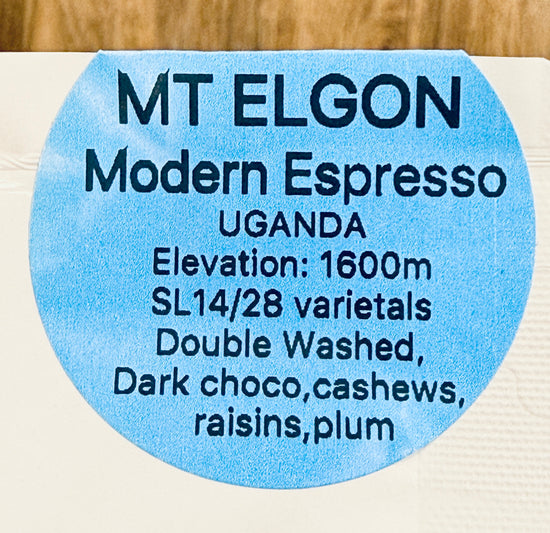 MT ELGON
Modern Espresso
UGANDA
Elevation: 1600m
SL14/28 varietals
Double Washed,
Dark choco,cashews,
raisins,plum